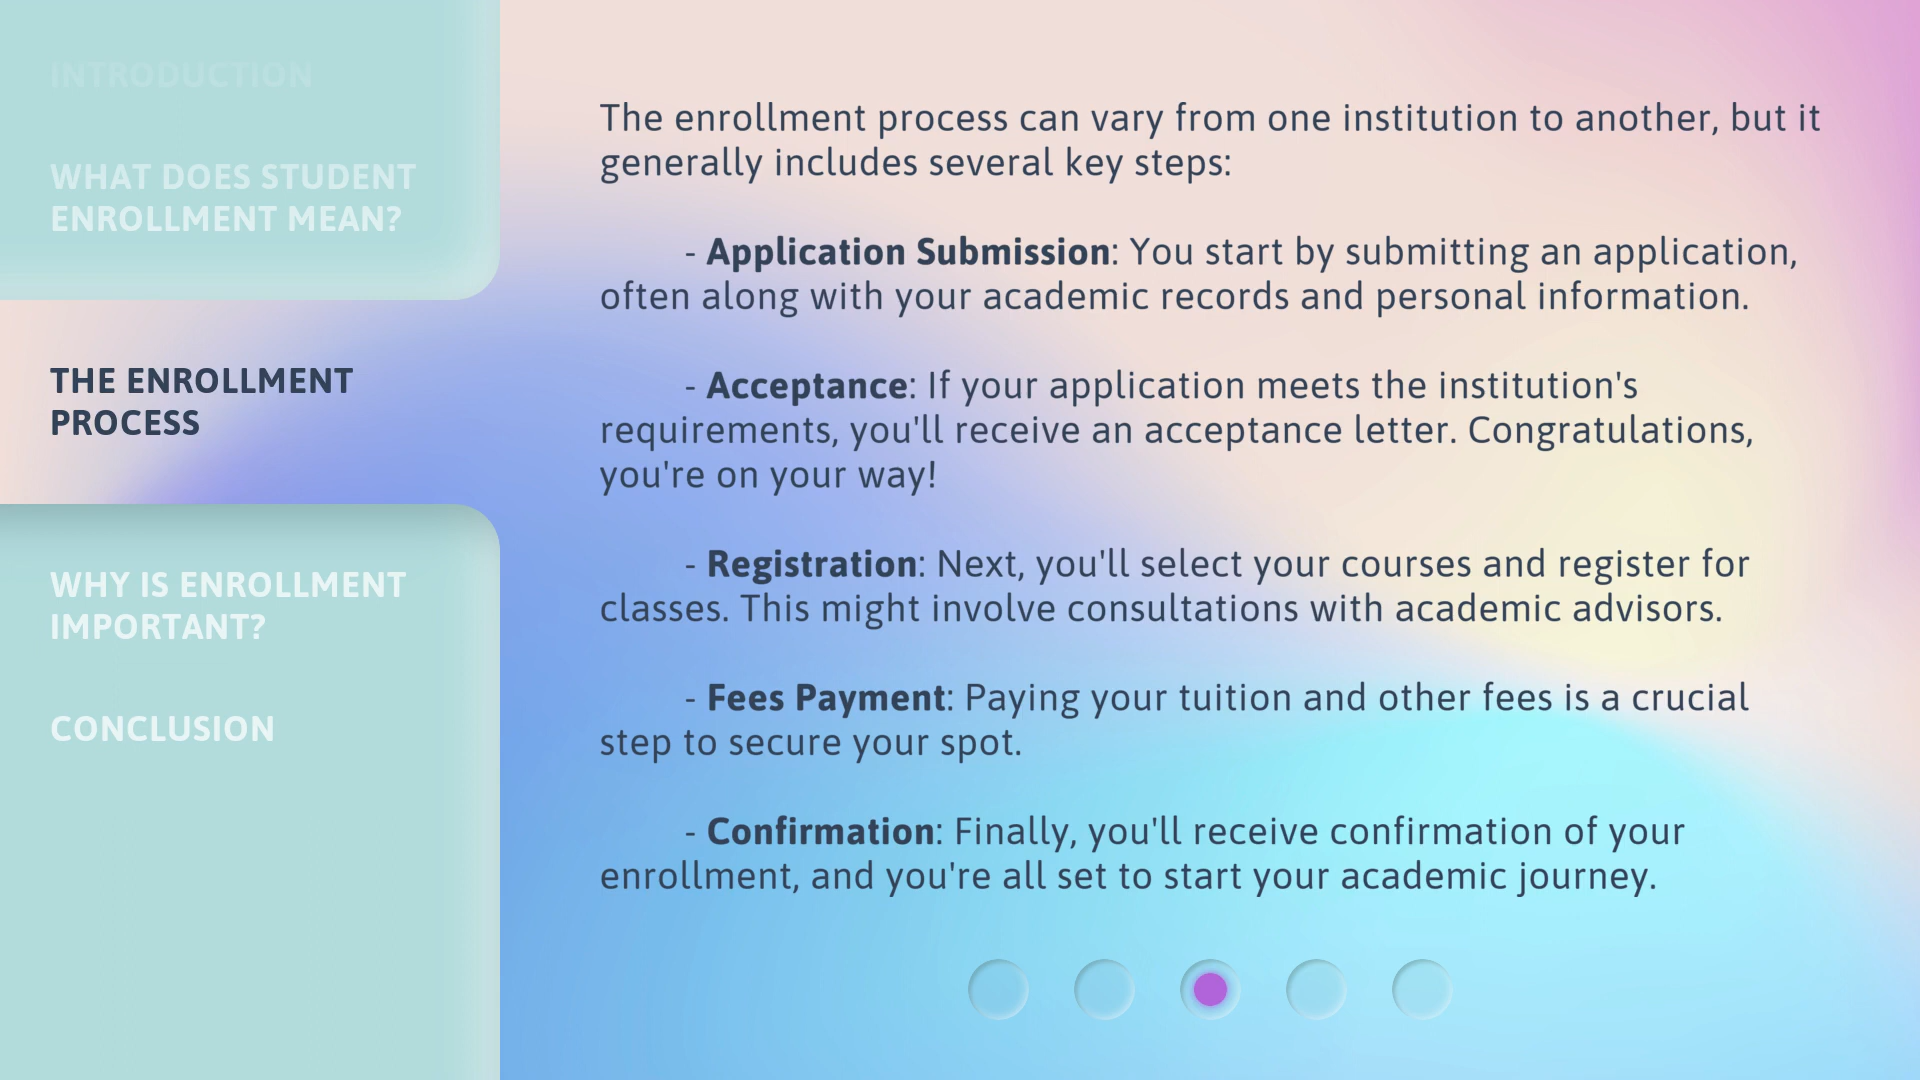 INTRODUCTION
WHAT DOES STUDENT
ENROLLMENT MEAN?
THE ENROLLMENT
PROCESS
WHY IS ENROLLMENT
IMPORTANT?
CONCLUSION
The enrollment process can vary from one institution to another, but it
generally includes several key steps:
- Application Submission: You start by submitting an application,
often along with your academic records and personal information.
- Acceptance: If your application meets the institution's
requirements, you'll receive an acceptance letter. Congratulations,
you're on your way!
- Registration: Next, you'll select your courses and register for
classes. This might involve consultations with academic advisors.
- Fees Payment: Paying your tuition and other fees is a crucial
step to secure your spot.
- Confirmation: Finally, you'll receive confirmation of your
enrollment, and you're all set to start your academic journey.